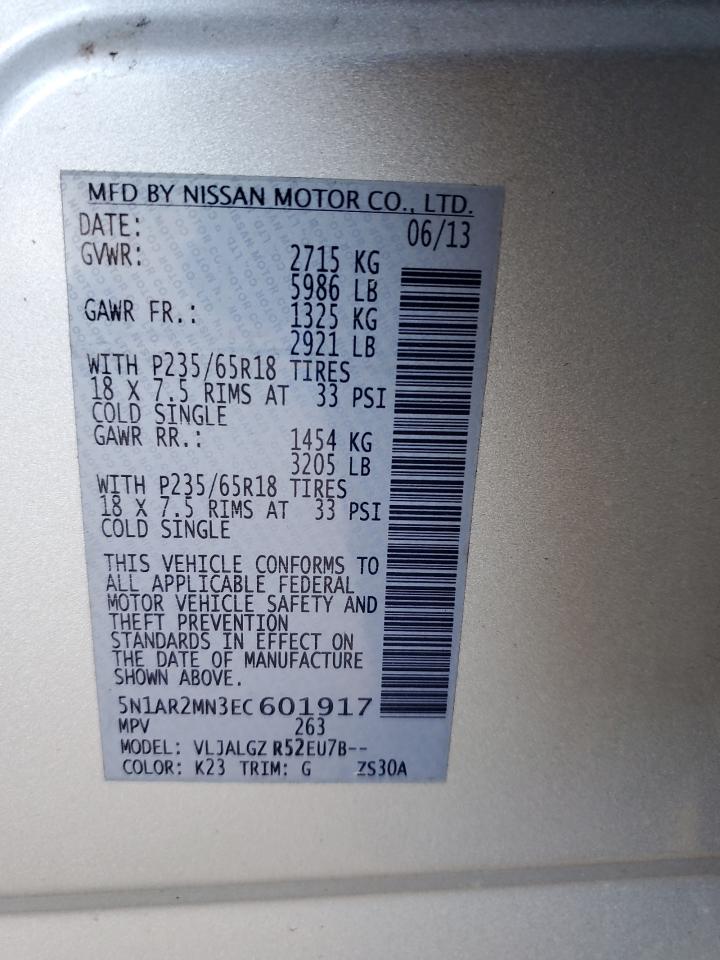 MFD BY NISSAN MOTOR CO., LTD.
DATE: 06/13
GVWR: 2715 KG
5986 LB
GAWR FR.: 1325 KG
2921 LB
WITH P235/65R18 TIRES
18 X 7.5 RIMS AT 33 PSI
COLD SINGLE
GAWR RR.: 1454 KG
3205 LB
WITH P235/65R18 TIRES
18 X 7.5 RIMS AT 33 PSI
COLD SINGLE
THIS VEHICLE CONFORMS TO
ALL APPLICABLE FEDERAL
MOTOR VEHICLE SAFETY AND
THEFT PREVENTION
STANDARDS IN EFFECT ON
THE DATE OF MANUFACTURE
SHOWN ABOVE.
5N1AR2MN3EC601917
MPV 263
MODEL: VLJALGZ R52EU7B--
COLOR: K23 TRIM: G ZS30A